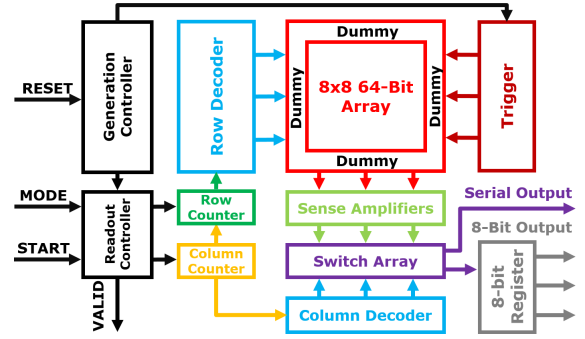 RESET
MODE
START
VALID
Generation
Controller
Readout
Controller
Row Decoder
Row
Counter
Column
Counter
Dummy
Dummy
8x8 64-Bit
Array
Dummy
Dummy
Trigger
Sense Amplifiers
Switch Array
Column Decoder
Serial Output
8-Bit Output
8-bit
Register